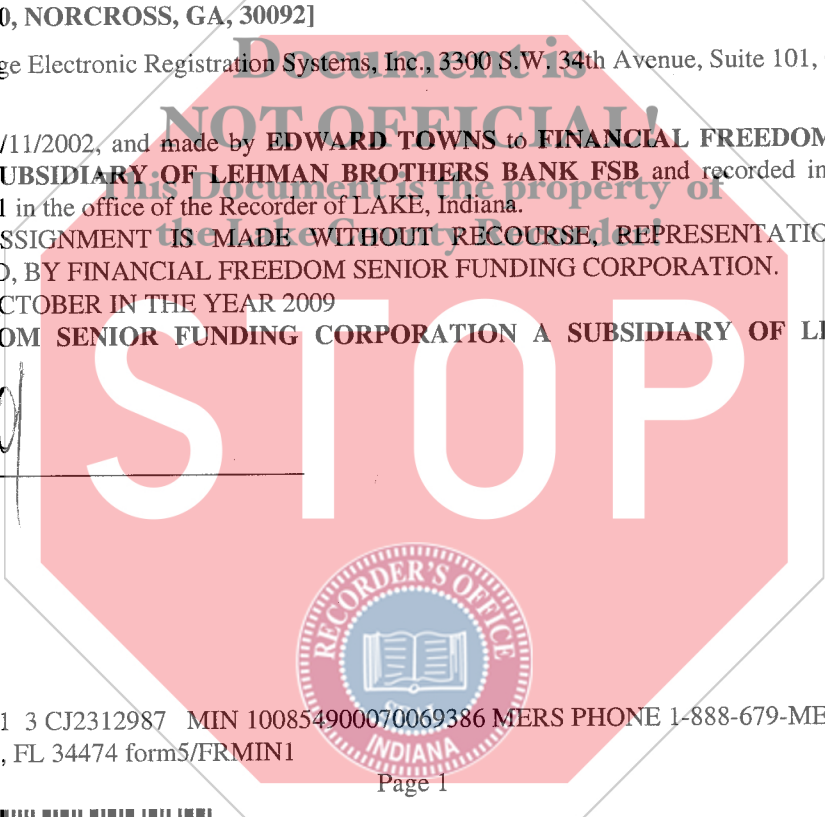 0, NORCROSS, GA, 30092]
Document is
ge Electronic Registration Systems, Inc., 3300 S.W. 34th Avenue, Suite 101,
NOT OFFICIAL!
/11/2002, and made by EDWARD TOWNS to FINANCIAL FREEDOM
UBSIDIARY OF LEHMAN BROTHERS BANK FSB and recorded in
This Document is the property of
l in the office of the Recorder of LAKE, Indiana.
the Lake County Recorder!
SSIGNMENT IS MADE WITHOUT RECOURSE, REPRESENTATIO
D, BY FINANCIAL FREEDOM SENIOR FUNDING CORPORATION.
CTOBER IN THE YEAR 2009
OM SENIOR FUNDING CORPORATION A SUBSIDIARY OF LE
STOP
RECORDER'S OFFICE
SEAL
INDIANA
1 3 CJ2312987 MIN 100854900070069386 MERS PHONE 1-888-679-ME
, FL 34474 form5/FRMIN1
Page 1